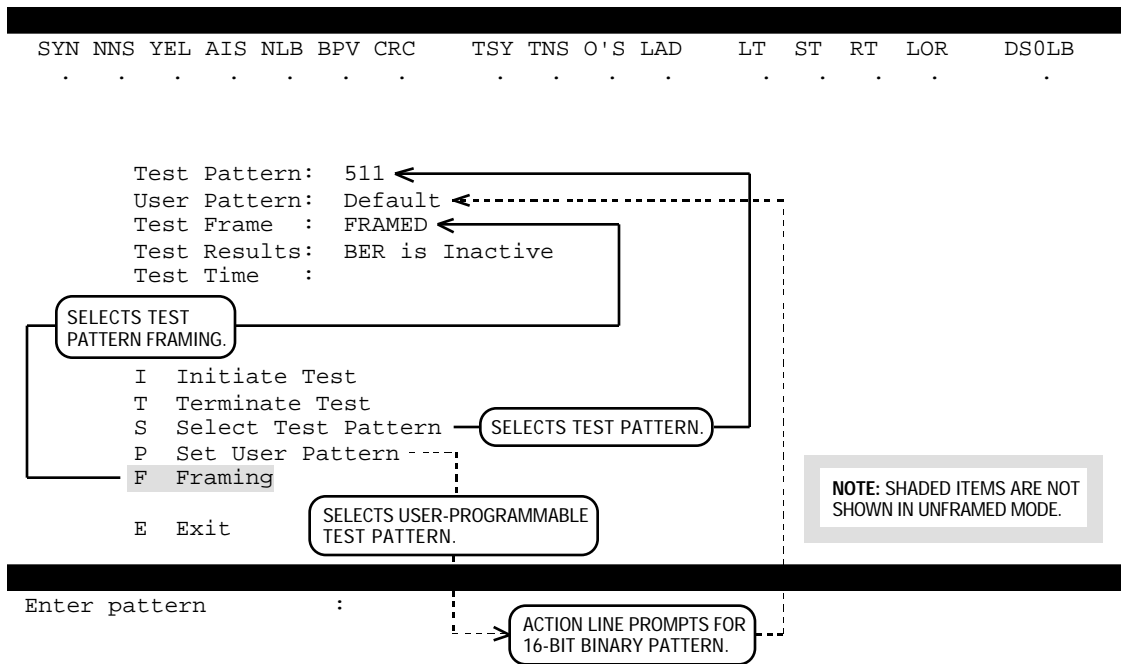 SYN NNS YEL AIS NLB BPV CRC TSY TNS O'S LAD LT ST RT LOR DS0LB
. . . . . . . . . . . . . . . .
Test Pattern: 511
User Pattern: Default
Test Frame : FRAMED
Test Results: BER is Inactive
Test Time :
SELECTS TEST
PATTERN FRAMING.
I Initiate Test
T Terminate Test
S Select Test Pattern
SELECTS TEST PATTERN.
P Set User Pattern
F Framing
NOTE: SHADED ITEMS ARE NOT
SHOWN IN UNFRAMED MODE.
SELECTS USER-PROGRAMMABLE
TEST PATTERN.
E Exit
Enter pattern :
ACTION LINE PROMPTS FOR
16-BIT BINARY PATTERN.